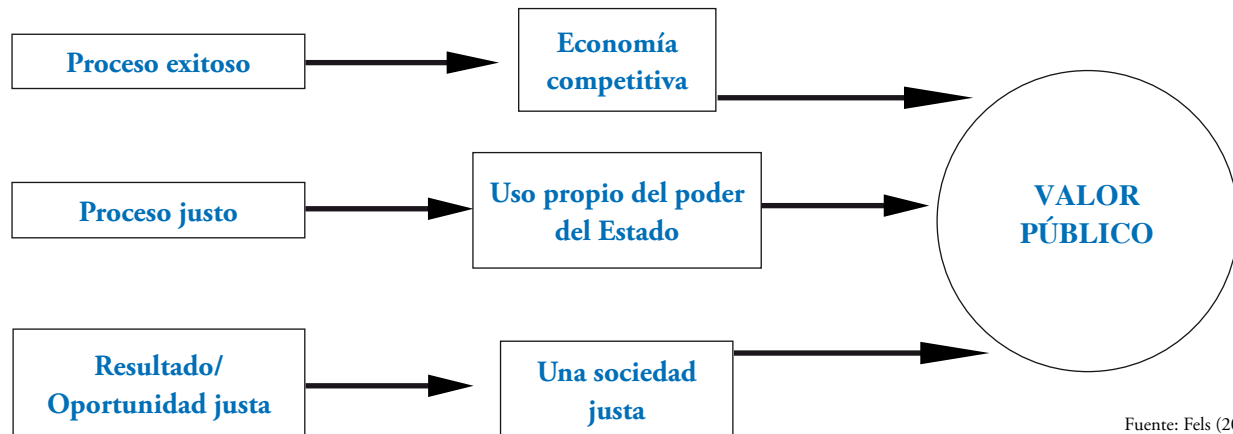 Proceso exitoso
Economía
competitiva
Proceso justo
Uso propio del poder
del Estado
VALOR
PÚBLICO
Resultado/
Oportunidad justa
Una sociedad
justa
Fuente: Fels (20